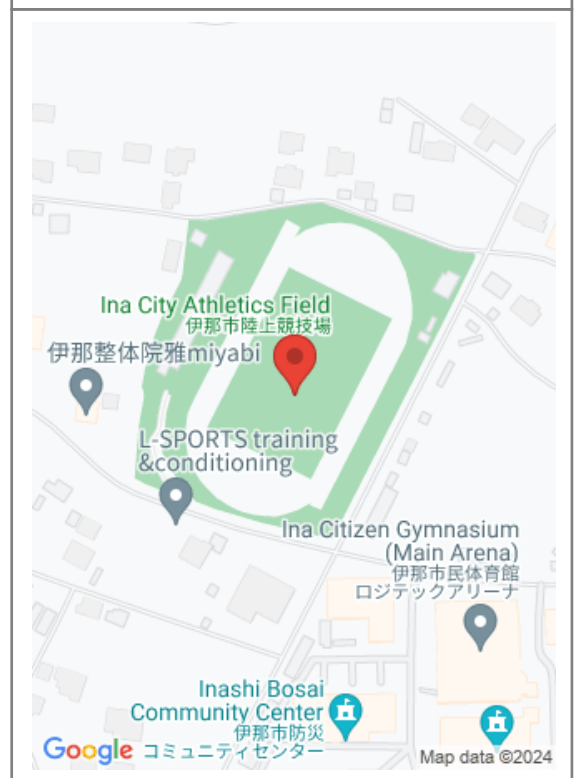 Ina City Athletics Field
伊那市陸上競技場
伊那整体院雅miyabi
L-SPORTS training
&conditioning
Ina Citizen Gymnasium
(Main Arena)
伊那市民体育館
ロジテックアリーナ
Inashi Bosai
Community Center
伊那市防災
コミュニティセンター
Google
Map data ©2024